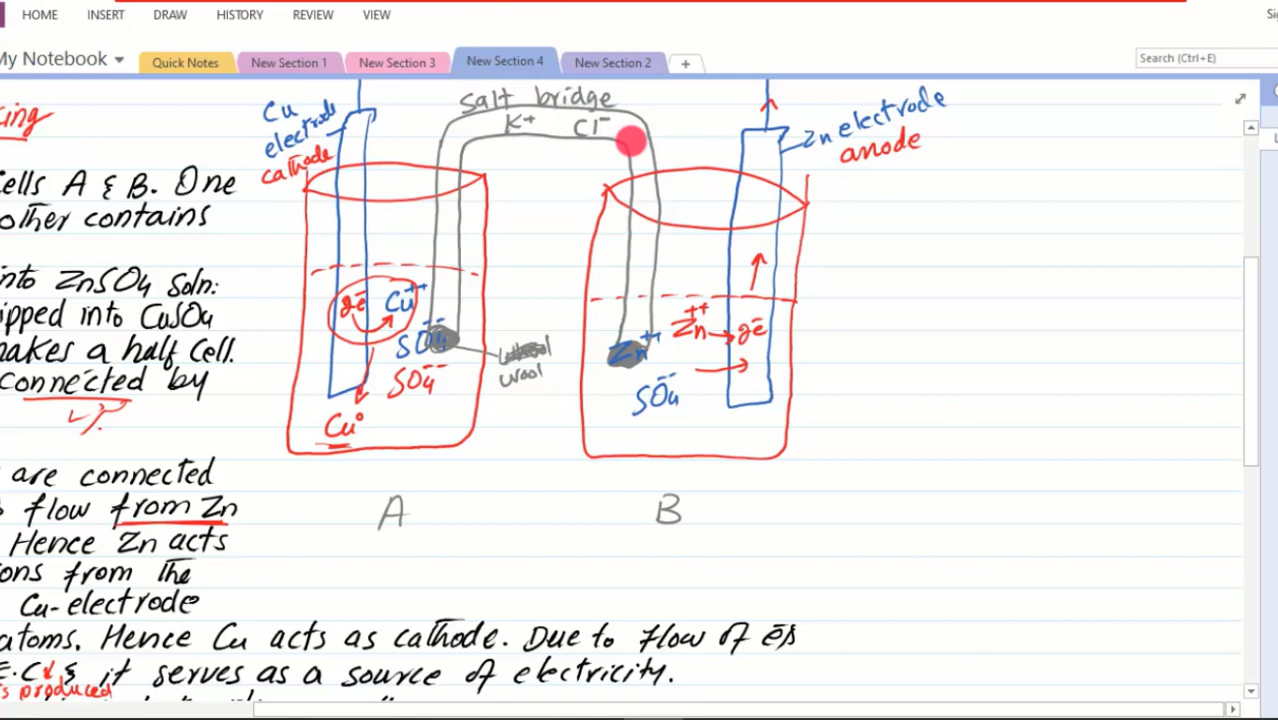 HOME INSERT DRAW HISTORY REVIEW VIEW
My Notebook Quick Notes New Section 1 New Section 3 New Section 4 New Section 2 +
Search (Ctrl+E)
king
Cells A & B. One
other contains
into ZnSO4 Soln:
ipped into CuSO4
makes a half Cell.
Connected by
are connected
flow from Zn
Hence Zn acts
ons from the
Cu-electrode
atoms. Hence Cu acts as cathode. Due to flow of es
E.C & it serves as a source of electricity.
is produced
Cu
electrode
cathode
Salt bridge
K+ Cl-
Zn electrode
anode
2e- Cu++
SO4--
SO4--
Cu°
wool
Zn++ → 2e-
Zn++
SO4--
A B